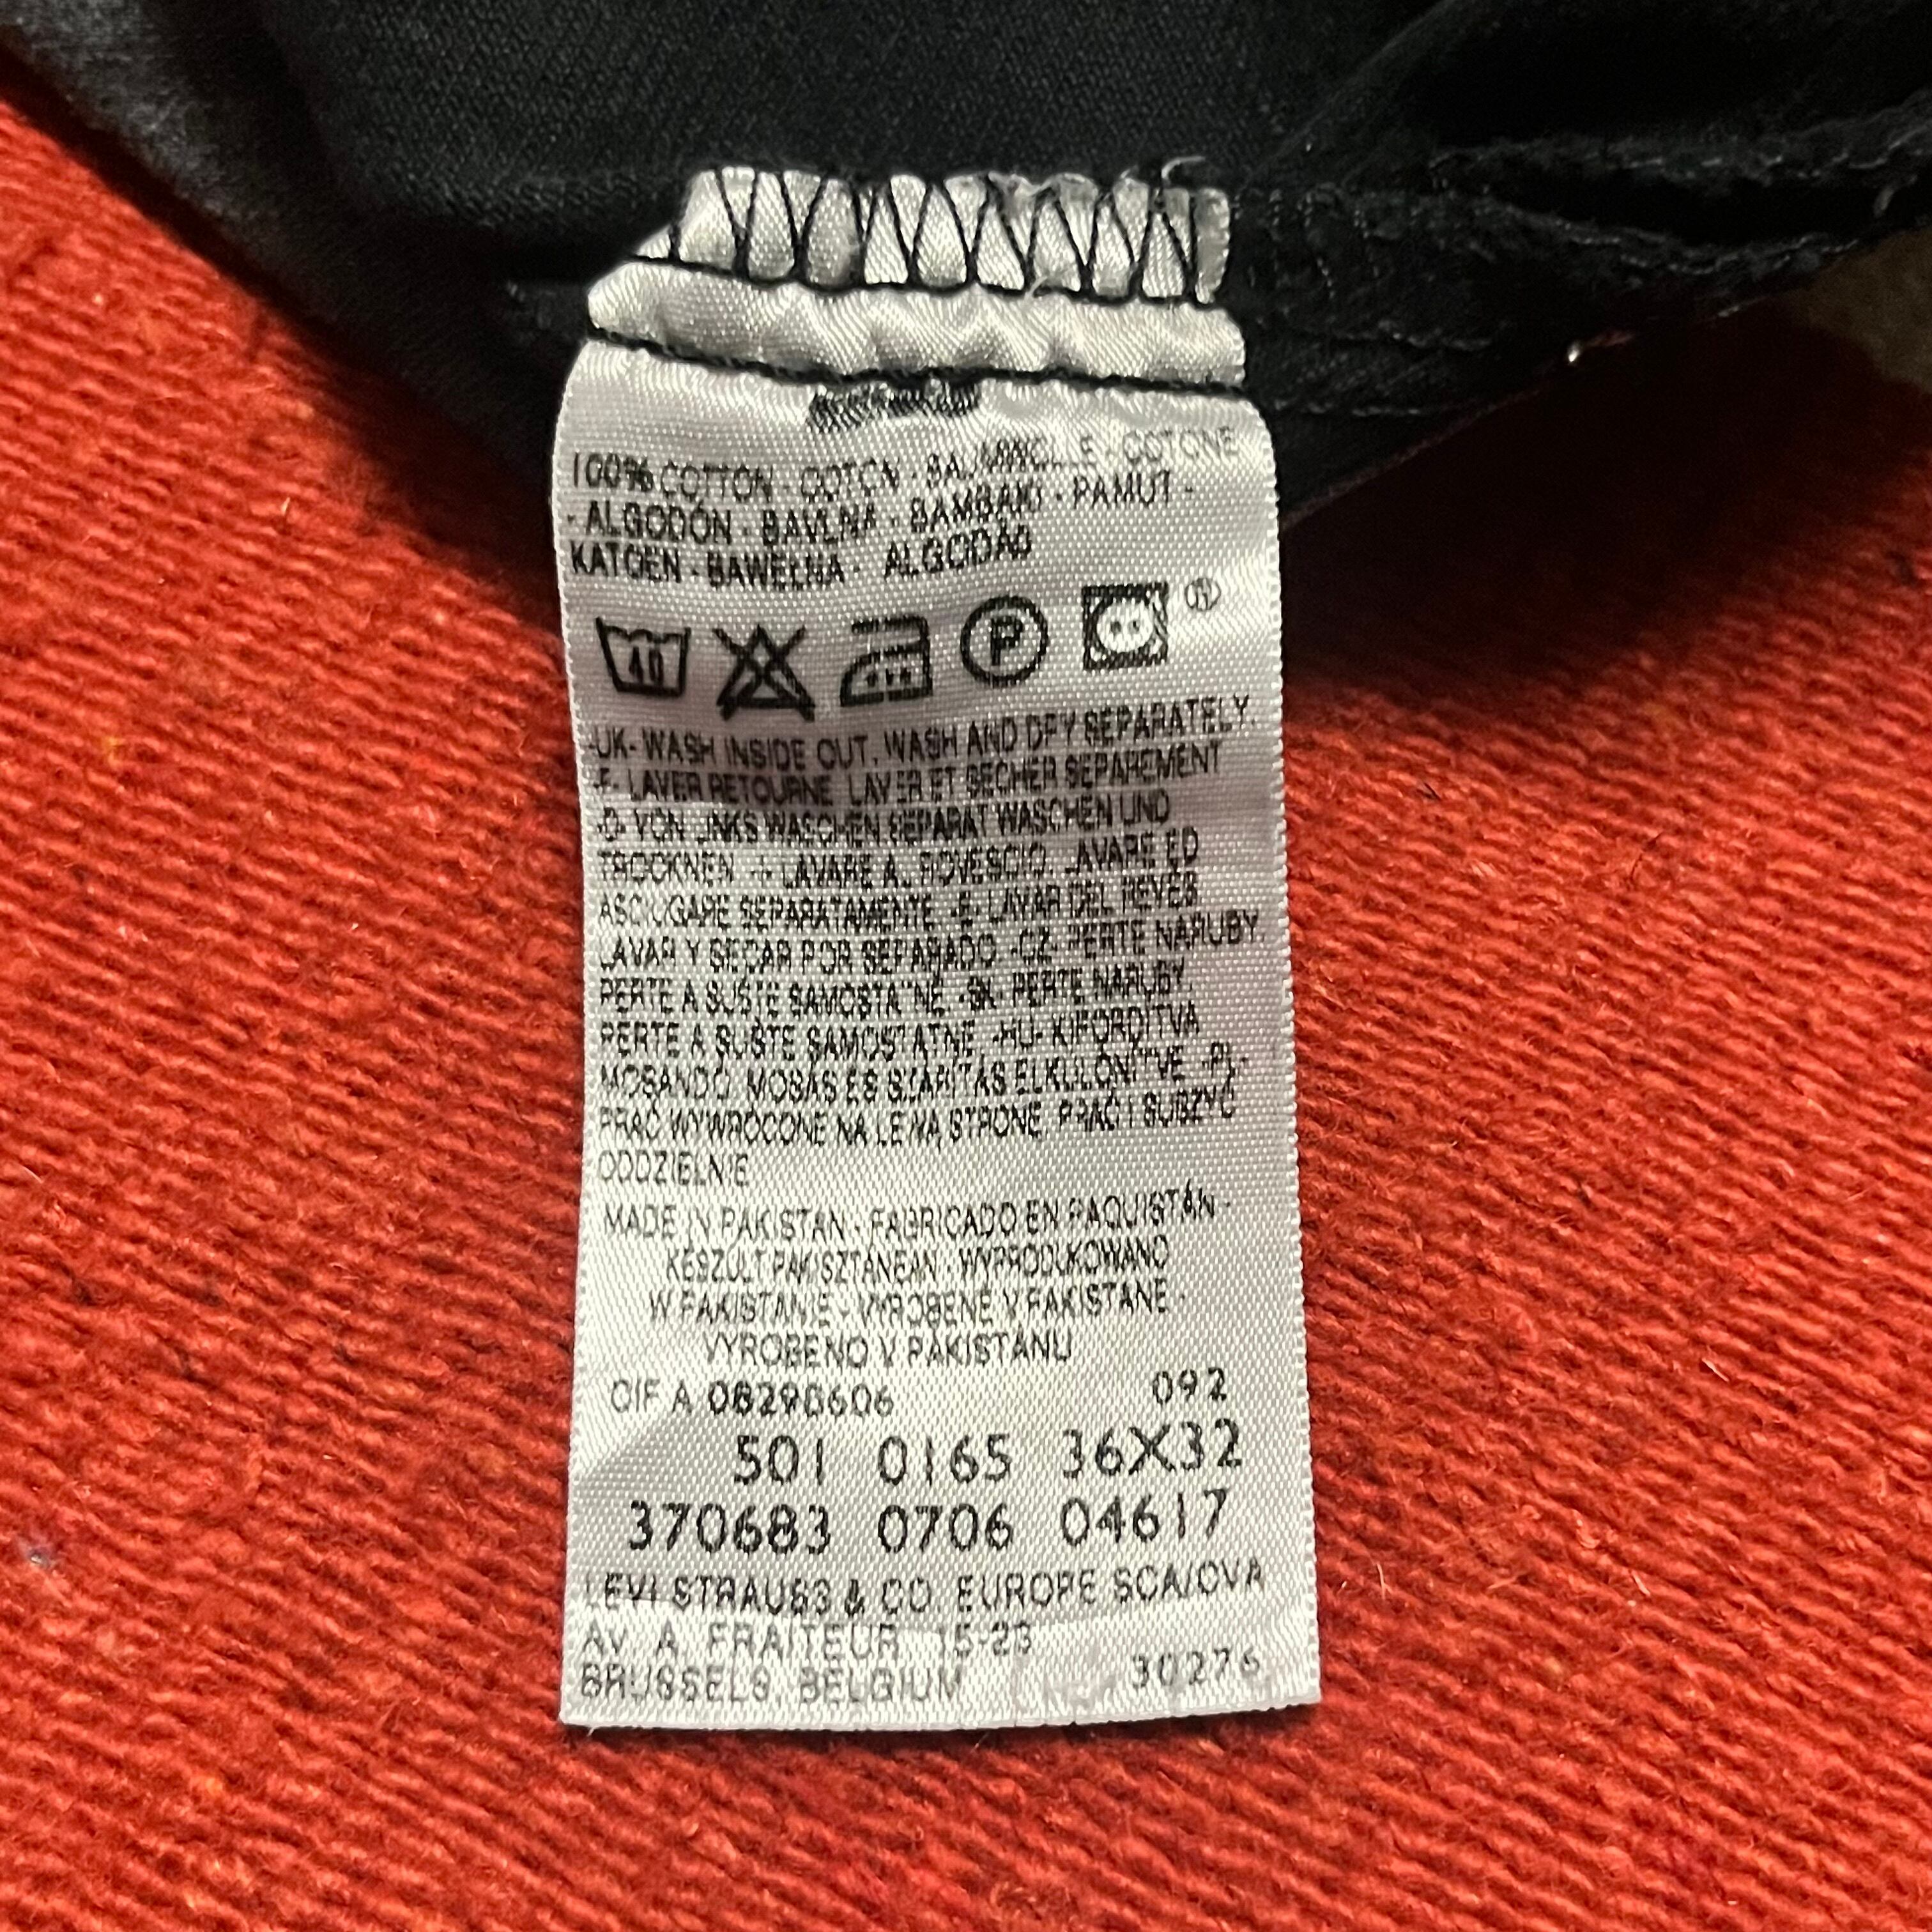 100% COTTON - COTON - BAUMWOLLE - COTONE
- ALGODÓN - BAVLNA - BAMBAKI - PAMUT -
KATOEN - BAWEŁNA - ALGODÃO
40 P ®
-UK- WASH INSIDE OUT. WASH AND DRY SEPARATELY.
-F- LAVER RETOURNE LAVER ET SECHER SEPAREMENT
-D- VON LINKS WASCHEN SEPARAT WASCHEN UND
TROCKNEN -I- LAVARE AL ROVESCIO. LAVARE ED
ASCIUGARE SEPARATAMENTE -E- LAVAR DEL REVÉS
LAVAR Y SECAR POR SEPARADO -CZ- PERTE NARUBY
PERTE A SUŠTE SAMOSTATNĚ -SK- PERTE NARUBY.
PERTE A SUŠTE SAMOSTATNE -HU- KIFORDÍTVA
MOSANDÓ. MOSÁS ÉS SZÁRÍTÁS ELKÜLÖNÍTVE -PL-
PRAĆ WYWRÓCONE NA LEWĄ STRONĘ. PRAĆ I SUSZYĆ
ODDZIELNIE
MADE IN PAKISTAN - FABRICADO EN PAQUISTÁN -
KÉSZÜLT PAKISZTÁNBAN - WYPRODUKOWANO
W PAKISTANIE - VYROBENÉ V PAKISTANE -
VYROBENO V PÁKISTÁNU
CIF A 08298606 092
501 0165 36X32
370683 0706 04617
LEVI STRAUSS & CO. EUROPE SCA/CVA
AV. A. FRAITEUR 15-23
BRUSSELS, BELGIUM 30276